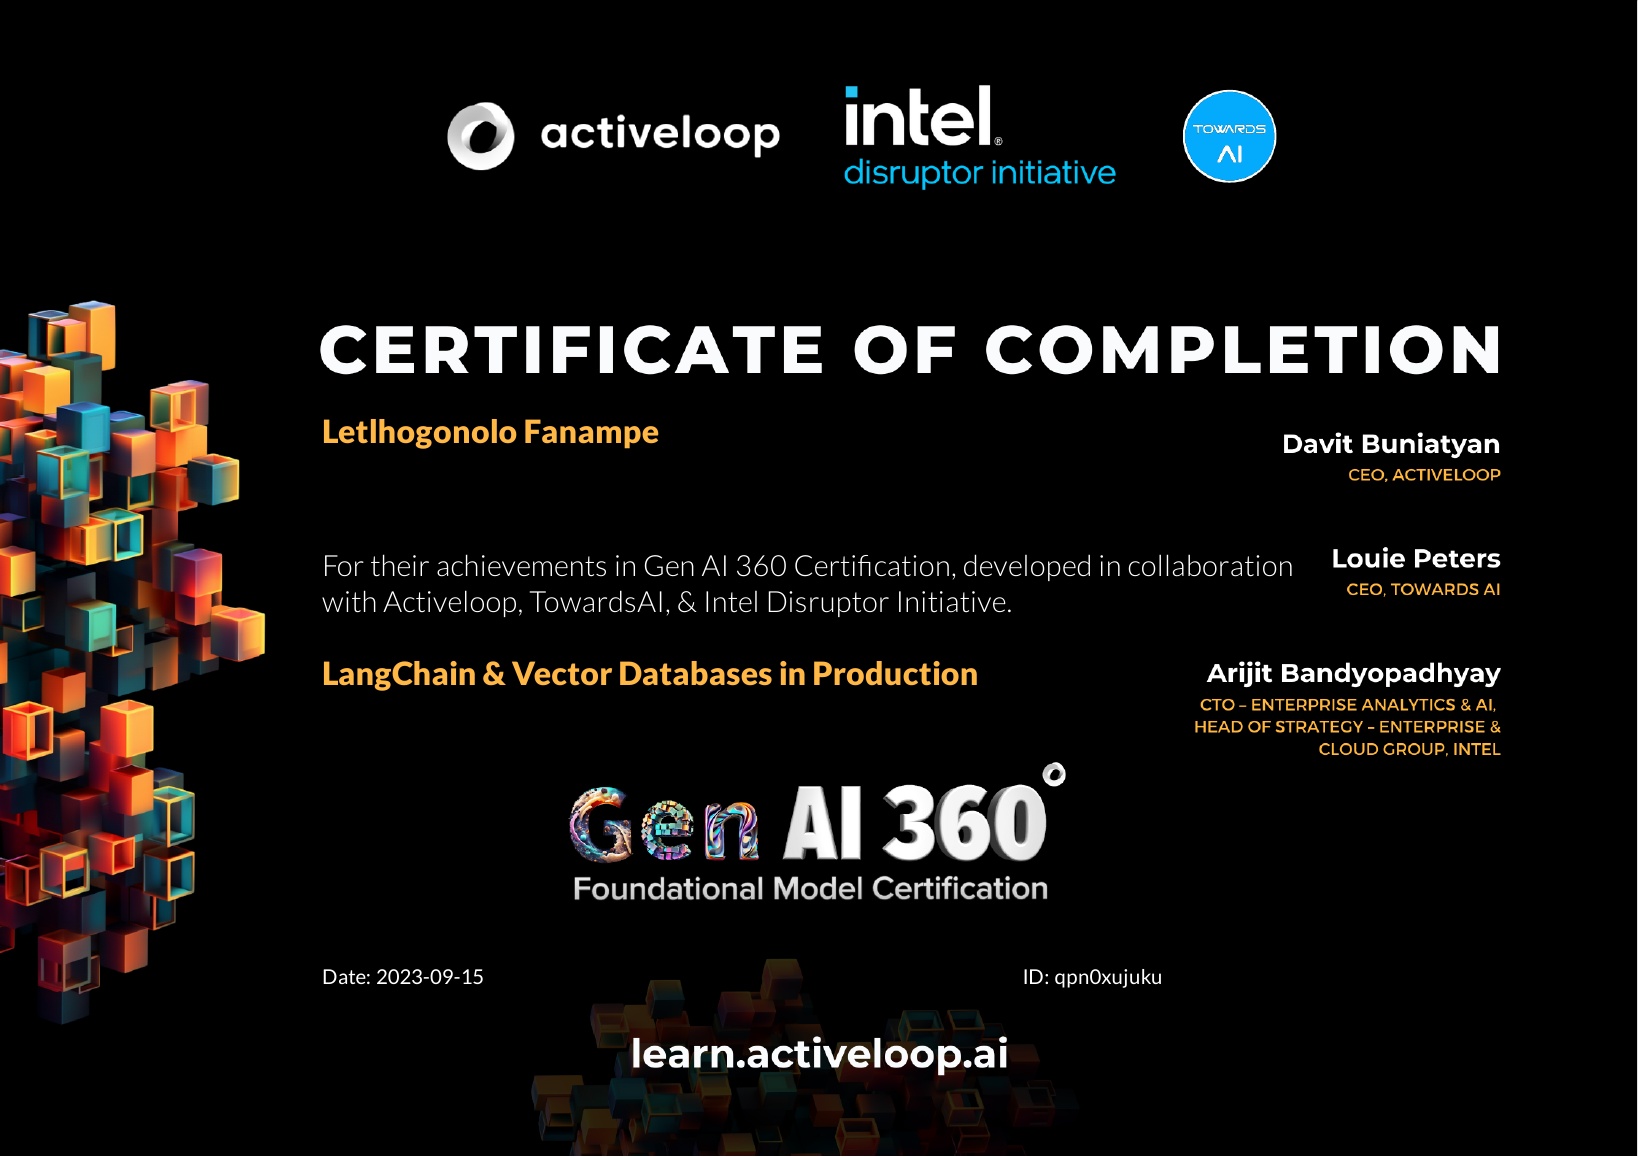 activeloop
intel®
disruptor initiative
TOWARDS
AI
CERTIFICATE OF COMPLETION
Letlhogonolo Fanampe
For their achievements in Gen AI 360 Certification, developed in collaboration
with Activeloop, TowardsAI, & Intel Disruptor Initiative.
LangChain & Vector Databases in Production
Davit Buniatyan
CEO, ACTIVELOOP
Louie Peters
CEO, TOWARDS AI
Arijit Bandyopadhyay
CTO – ENTERPRISE ANALYTICS & AI,
HEAD OF STRATEGY – ENTERPRISE &
CLOUD GROUP, INTEL
Gen AI 360°
Foundational Model Certification
Date: 2023-09-15
ID: qpn0xujuku
learn.activeloop.ai